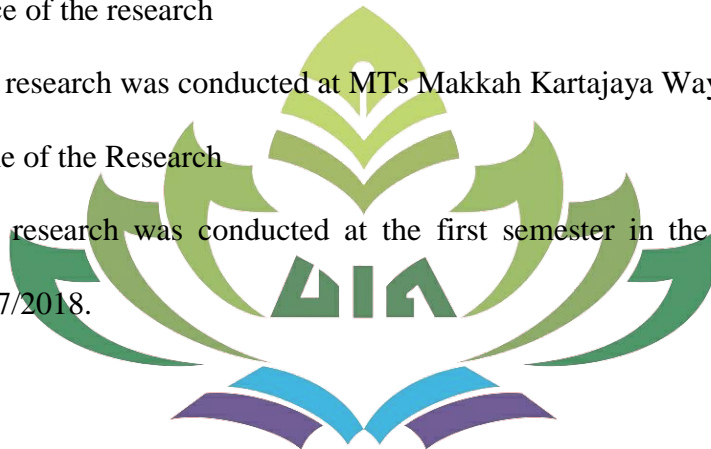 ce of the research
research was conducted at MTs Makkah Kartajaya Way
e of the Research
research was conducted at the first semester in the
7/2018.
UIN